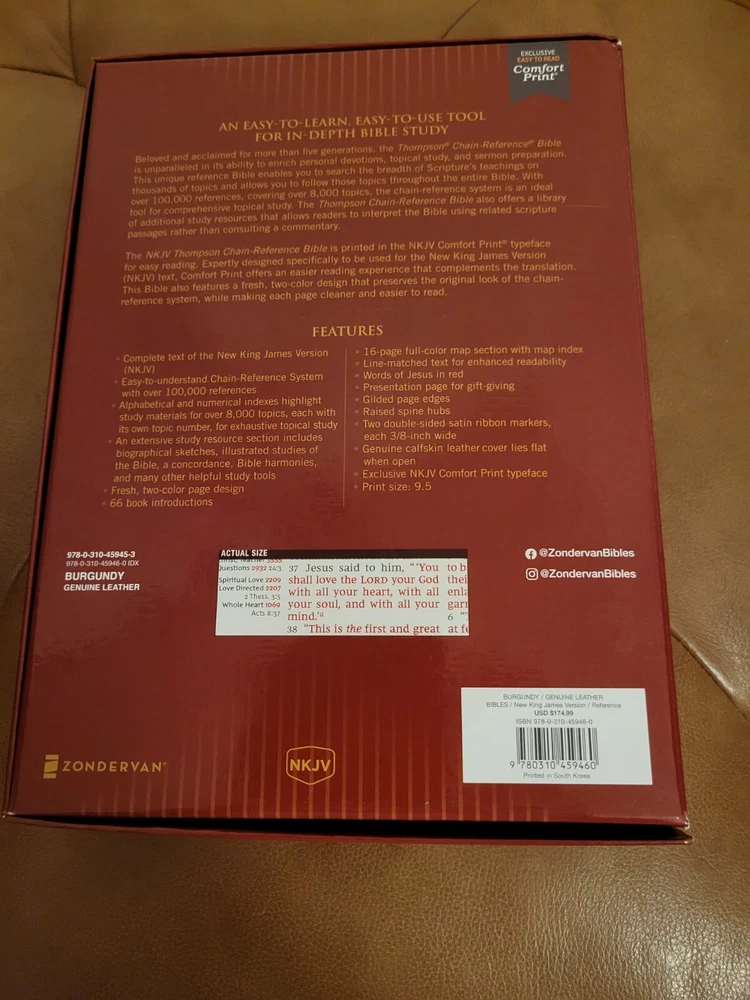 EXCLUSIVE
EASY TO READ
Comfort
Print®
AN EASY-TO-LEARN, EASY-TO-USE TOOL
FOR IN-DEPTH BIBLE STUDY
Beloved and acclaimed for more than five generations, the Thompson® Chain-Reference® Bible
is unparalleled in its ability to enrich personal devotions, topical study, and sermon preparation.
This unique reference Bible enables you to search the breadth of Scripture's teachings on
thousands of topics and allows you to follow those topics throughout the entire Bible. With
over 100,000 references, covering over 8,000 topics, the chain-reference system is an ideal
tool for comprehensive topical study. The Thompson Chain-Reference Bible also offers a library
of additional study resources that allows readers to interpret the Bible using related scripture
passages rather than consulting a commentary.
The NKJV Thompson Chain-Reference Bible is printed in the NKJV Comfort Print® typeface
for easy reading. Expertly designed specifically to be used for the New King James Version
(NKJV) text, Comfort Print offers an easier reading experience that complements the translation.
This Bible also features a fresh, two-color design that preserves the original look of the chain-
reference system, while making each page cleaner and easier to read.
FEATURES
• Complete text of the New King James Version
(NKJV)
• Easy-to-understand Chain-Reference System
with over 100,000 references
• Alphabetical and numerical indexes highlight
study materials for over 8,000 topics, each with
its own topic number, for exhaustive topical study
• An extensive study resource section includes
biographical sketches, illustrated studies of
the Bible, a concordance, Bible harmonies,
and many other helpful study tools
• Fresh, two-color page design
• 66 book introductions
• 16-page full-color map section with map index
• Line-matched text for enhanced readability
• Words of Jesus in red
• Presentation page for gift-giving
• Gilded page edges
• Raised spine hubs
• Two double-sided satin ribbon markers,
each 3/8-inch wide
• Genuine calfskin leather cover lies flat
when open
• Exclusive NKJV Comfort Print typeface
• Print size: 9.5
978-0-310-45945-3
978-0-310-45946-0 IDX
BURGUNDY
GENUINE LEATHER
ACTUAL SIZE
Questions 2932 24:3
Spiritual Love 2209
Love Directed 2207
2 Thess. 3:5
Whole Heart 1069
Acts 8:37
37 Jesus said to him, "'You
shall love the LORD your God
with all your heart, with all
your soul, and with all your
mind.'a
38 "This is the first and great
to b
thei
enla
garr
6 "'
at fe
@ZondervanBibles
@ZondervanBibles
BURGUNDY / GENUINE LEATHER
BIBLES / New King James Version / Reference
USD $174.99
ISBN 978-0-310-45946-0
9 780310 459460
Printed in South Korea
ZONDERVAN®
NKJV